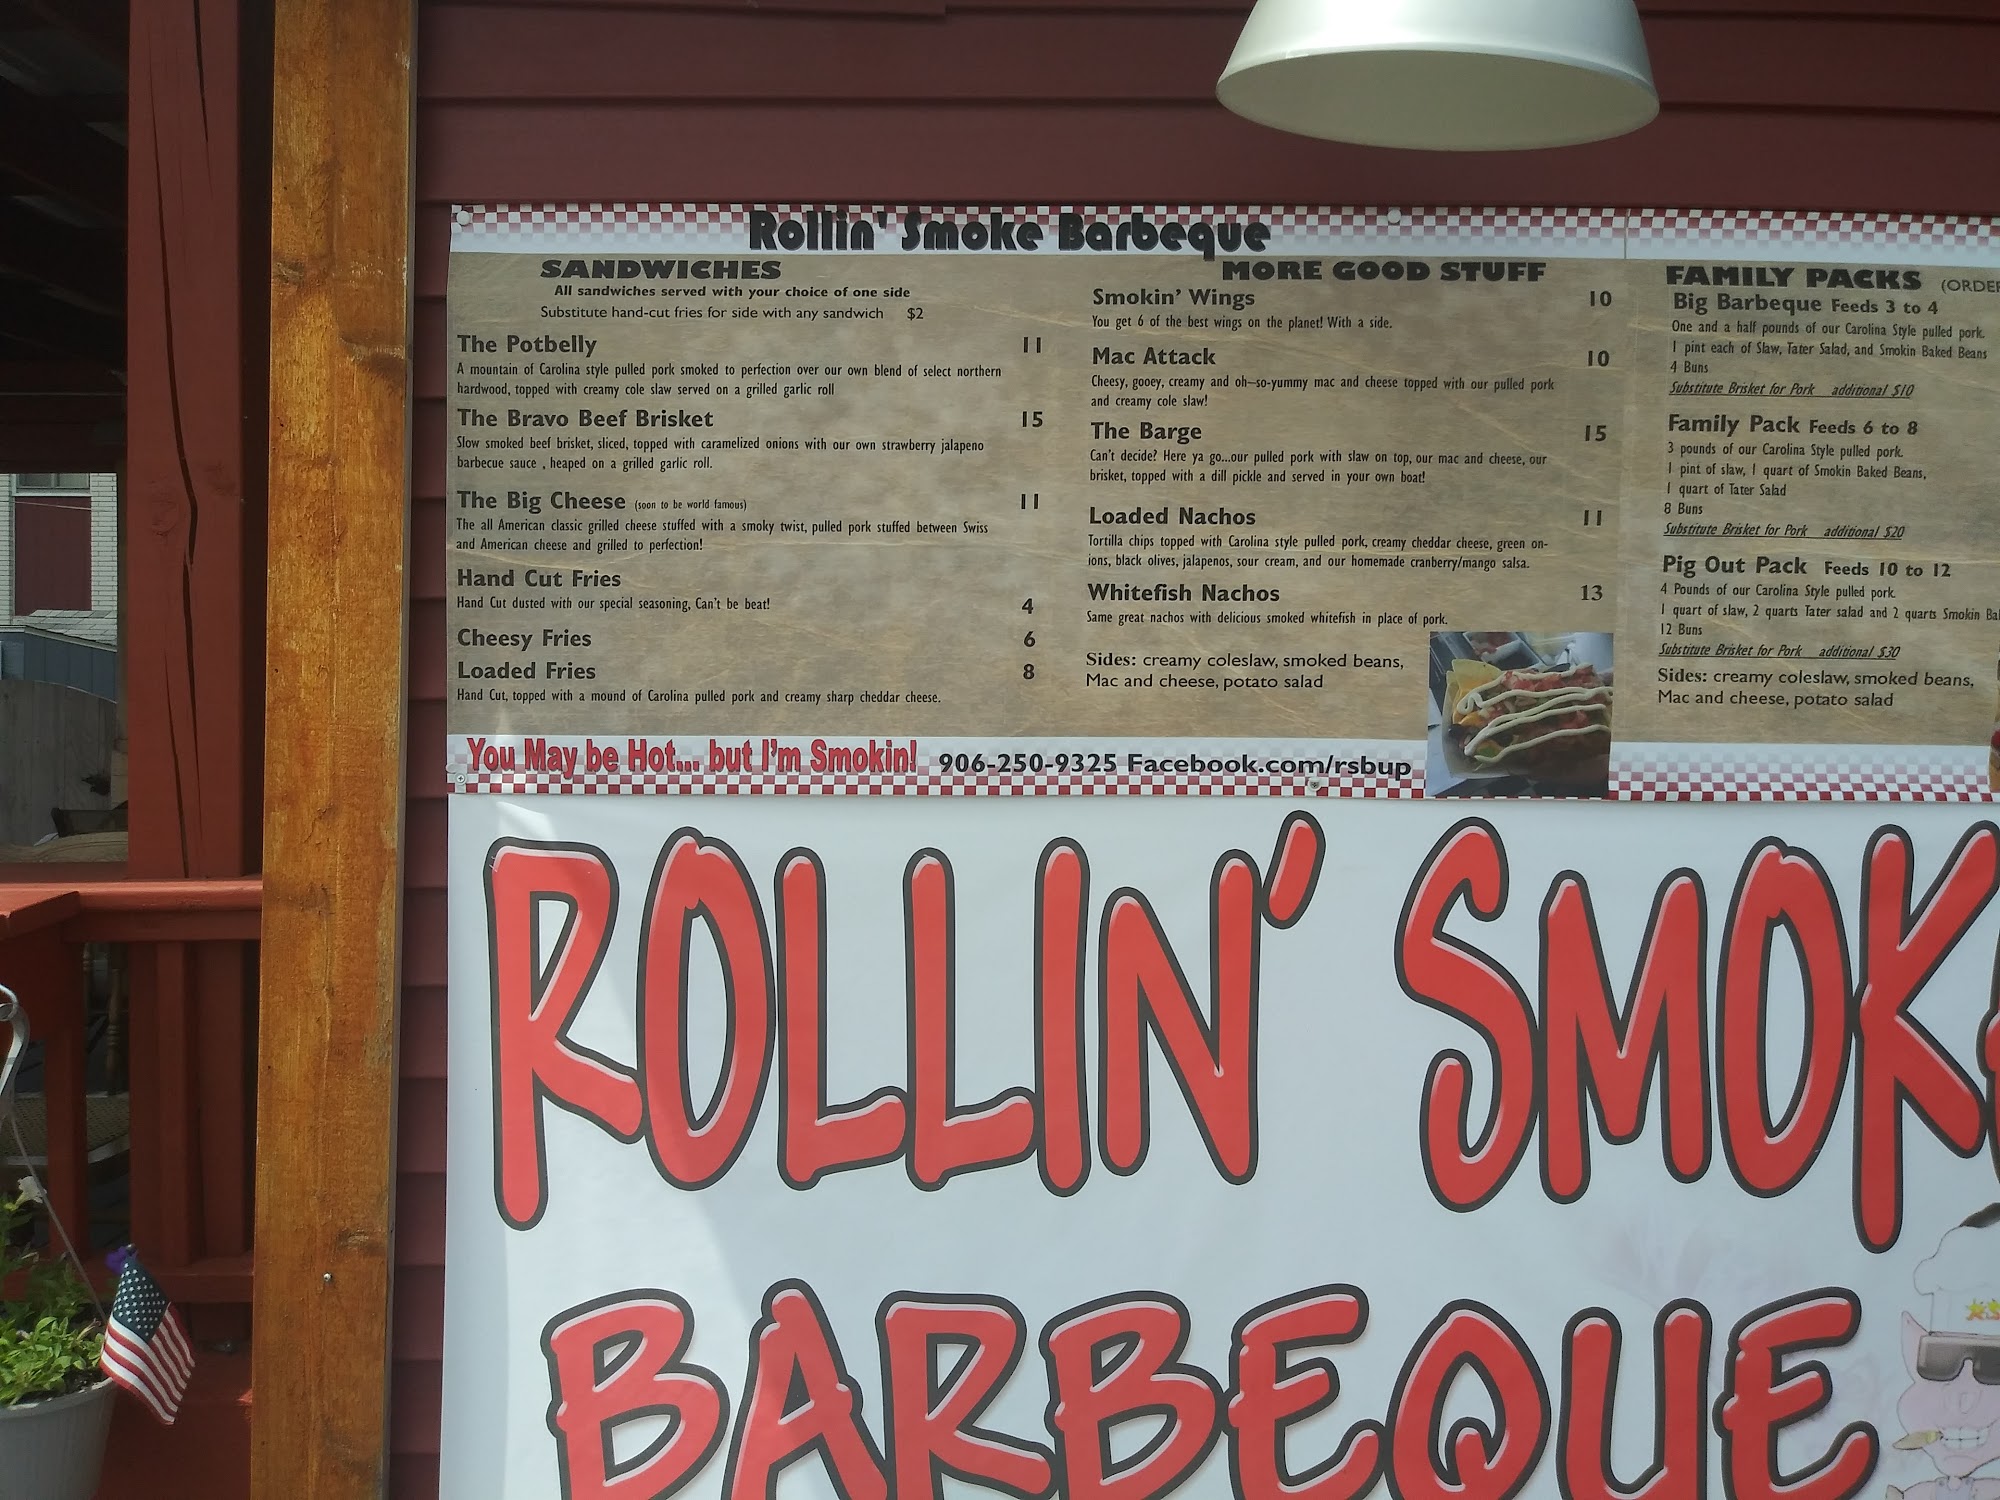 Rollin' Smoke Barbeque
SANDWICHES
All sandwiches served with your choice of one side
Substitute hand-cut fries for side with any sandwich $2
The Potbelly 11
A mountain of Carolina style pulled pork smoked to perfection over our own blend of select northern
hardwood, topped with creamy cole slaw served on a grilled garlic roll
The Bravo Beef Brisket 15
Slow smoked beef brisket, sliced, topped with caramelized onions with our own strawberry jalapeno
barbecue sauce , heaped on a grilled garlic roll.
The Big Cheese (soon to be world famous) 11
The all American classic grilled cheese stuffed with a smoky twist, pulled pork stuffed between Swiss
and American cheese and grilled to perfection!
Hand Cut Fries
Hand Cut dusted with our special seasoning, Can't be beat! 4
Cheesy Fries 6
Loaded Fries 8
Hand Cut, topped with a mound of Carolina pulled pork and creamy sharp cheddar cheese.
MORE GOOD STUFF
Smokin' Wings 10
You get 6 of the best wings on the planet! With a side.
Mac Attack 10
Cheesy, gooey, creamy and oh-so-yummy mac and cheese topped with our pulled pork
and creamy cole slaw!
The Barge 15
Can't decide? Here ya go...our pulled pork with slaw on top, our mac and cheese, our
brisket, topped with a dill pickle and served in your own boat!
Loaded Nachos 11
Tortilla chips topped with Carolina style pulled pork, creamy cheddar cheese, green on-
ions, black olives, jalapenos, sour cream, and our homemade cranberry/mango salsa.
Whitefish Nachos 13
Same great nachos with delicious smoked whitefish in place of pork.
Sides: creamy coleslaw, smoked beans,
Mac and cheese, potato salad
FAMILY PACKS (ORDER
Big Barbeque Feeds 3 to 4
One and a half pounds of our Carolina Style pulled pork.
1 pint each of Slaw, Tater Salad, and Smokin Baked Beans
4 Buns
Substitute Brisket for Pork additional $10
Family Pack Feeds 6 to 8
3 pounds of our Carolina Style pulled pork.
1 pint of slaw, 1 quart of Smokin Baked Beans,
1 quart of Tater Salad
8 Buns
Substitute Brisket for Pork additional $20
Pig Out Pack Feeds 10 to 12
4 Pounds of our Carolina Style pulled pork.
1 quart of slaw, 2 quarts Tater salad and 2 quarts Smokin Ba
12 Buns
Substitute Brisket for Pork additional $30
Sides: creamy coleslaw, smoked beans,
Mac and cheese, potato salad
You May be Hot... but I'm Smokin! 906-250-9325 Facebook.com/rsbup
ROLLIN' SMOK
BARBEQUE